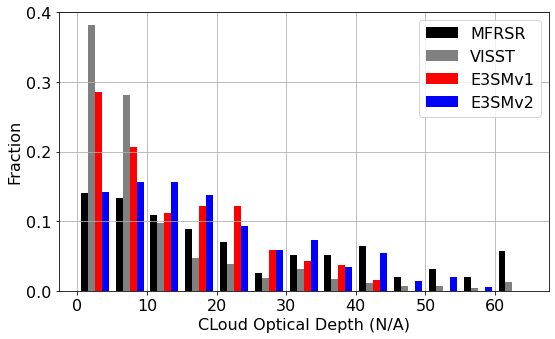 0.4
0.3
0.2
0.1
0.0
Fraction
MFRSR
VISST
E3SMv1
E3SMv2
0 10 20 30 40 50 60
CLoud Optical Depth (N/A)